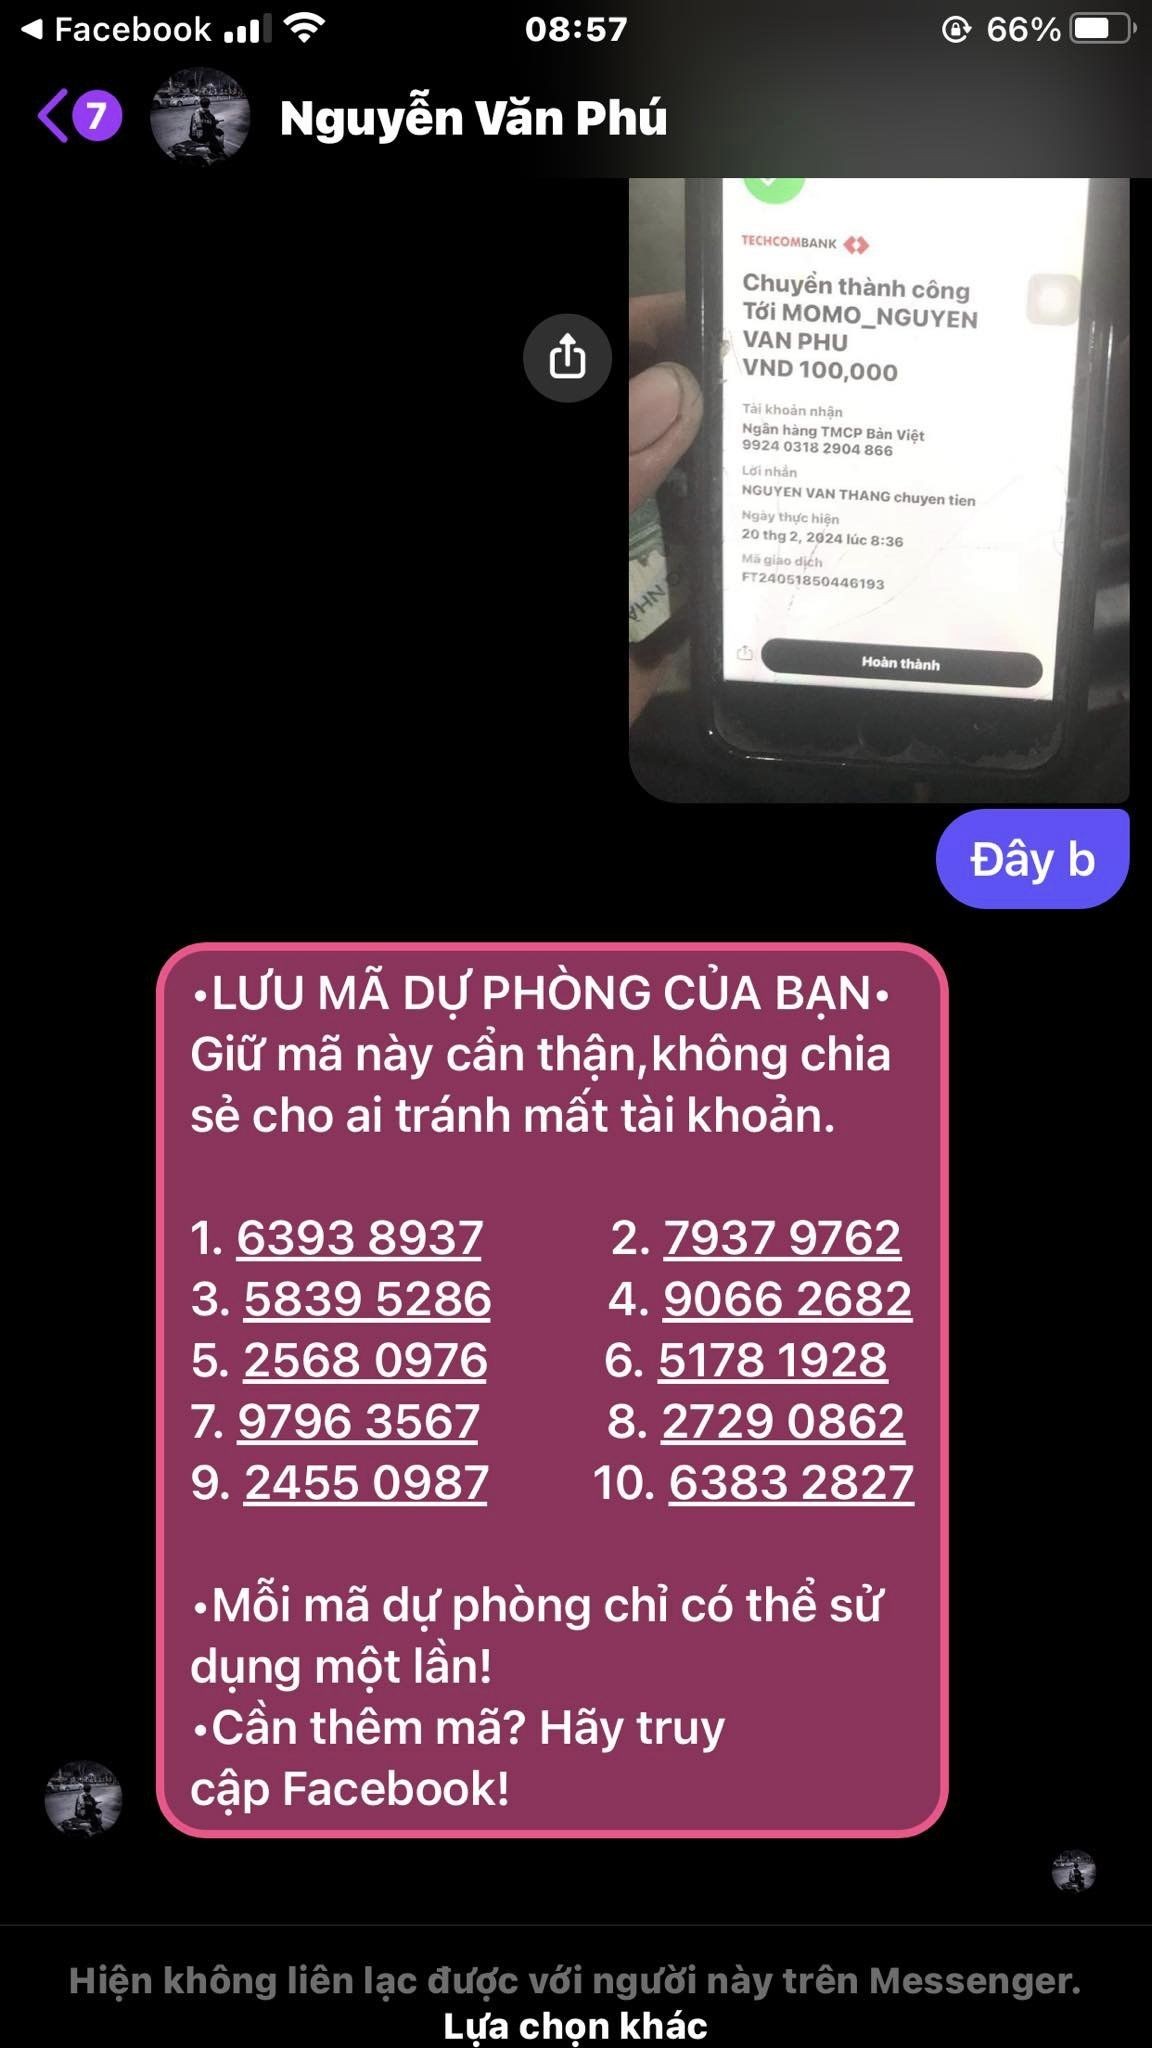 Facebook
08:57
66%
7
Nguyễn Văn Phú
TECHCOMBANK
Chuyển thành công
Tới MOMO_NGUYEN
VAN PHU
VND 100,000
Tài khoản nhận
Ngân hàng TMCP Bản Việt
9924 0318 2904 866
Lời nhắn
NGUYEN VAN THANG chuyen tien
Ngày thực hiện
20 thg 2, 2024 lúc 8:36
Mã giao dịch
FT24051850446193
Hoàn thành
Đây b
•LƯU MÃ DỰ PHÒNG CỦA BẠN•
Giữ mã này cẩn thận,không chia
sẻ cho ai tránh mất tài khoản.
1. 6393 8937 2. 7937 9762
3. 5839 5286 4. 9066 2682
5. 2568 0976 6. 5178 1928
7. 9796 3567 8. 2729 0862
9. 2455 0987 10. 6383 2827
•Mỗi mã dự phòng chỉ có thể sử
dụng một lần!
•Cần thêm mã? Hãy truy
cập Facebook!
Hiện không liên lạc được với người này trên Messenger.
Lựa chọn khác